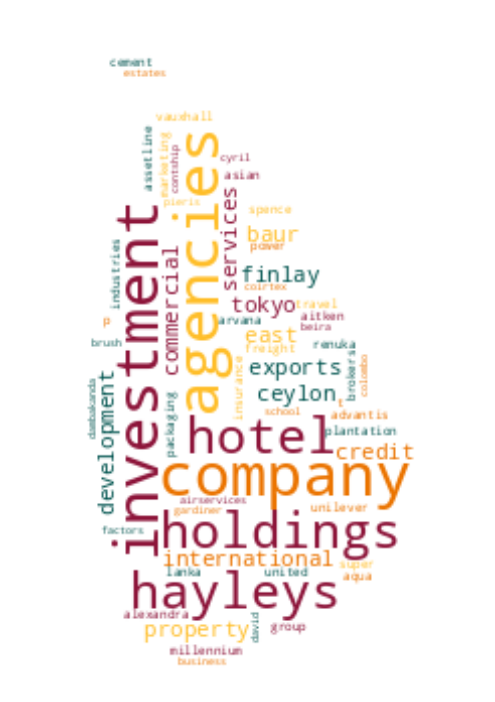 cement
estates
vauxhall
assetline
marketing
contship
agencies
cyril
asian
pieris
services
spence
investment
baur
power
industries
commercial
finlay
coirtex
tokyo
travel
p
arvana
aitken
beira
east
brush
freight
renuka
insurance
exports
brokers
colombo
dambakanda
development
packaging
ceylon
t
school
advantis
hotel
plantation
credit
company
airservices
gardiner
unilever
holdings
factors
international
super
lanka
united
aqua
hayleys
alexandra
property
david
group
millennium
business